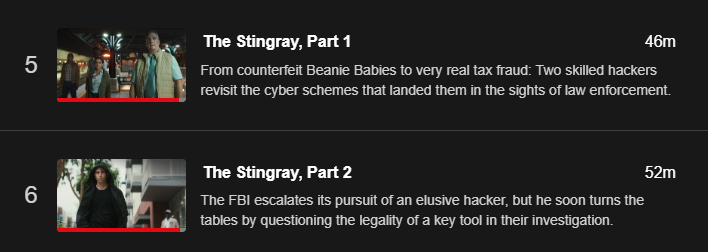 5
The Stingray, Part 1 46m
From counterfeit Beanie Babies to very real tax fraud: Two skilled hackers
revisit the cyber schemes that landed them in the sights of law enforcement.
6
The Stingray, Part 2 52m
The FBI escalates its pursuit of an elusive hacker, but he soon turns the
tables by questioning the legality of a key tool in their investigation.